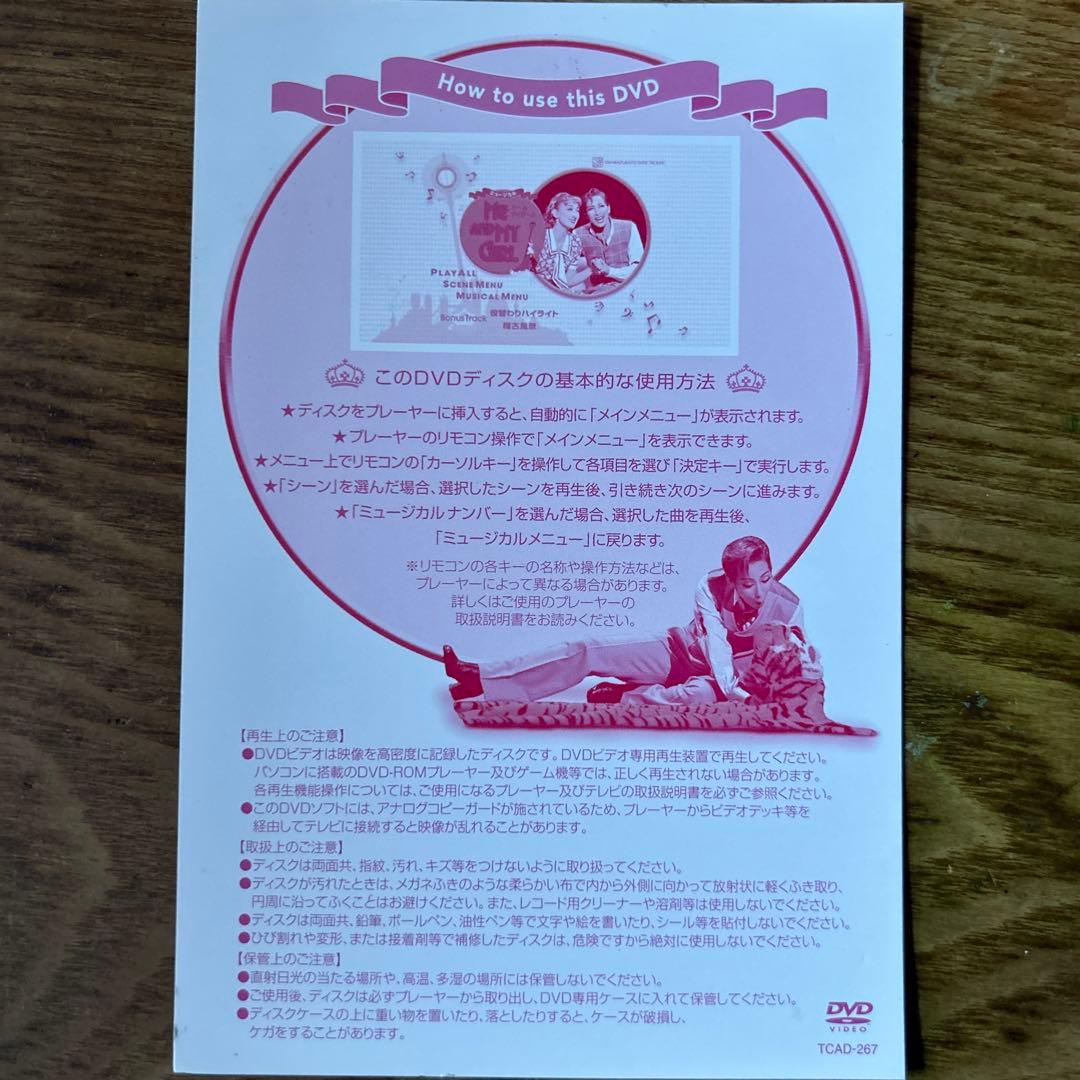 How to use this DVD
ミュージカル
ME
AND MY
GIRL
PLAY ALL
SCENE MENU
MUSICAL MENU
Bonus Track 役替わりハイライト
稽古風景
このDVDディスクの基本的な使用方法
★ディスクをプレーヤーに挿入すると、自動的に「メインメニュー」が表示されます。
★プレーヤーのリモコン操作で「メインメニュー」を表示できます。
★メニュー上でリモコンの「カーソルキー」を操作して各項目を選び「決定キー」で実行します。
★「シーン」を選んだ場合、選択したシーンを再生後、引き続き次のシーンに進みます。
★「ミュージカル ナンバー」を選んだ場合、選択した曲を再生後、
「ミュージカルメニュー」に戻ります。
※リモコンの各キーの名称や操作方法などは、
プレーヤーによって異なる場合があります。
詳しくはご使用のプレーヤーの
取扱説明書をお読みください。
【再生上のご注意】
●DVDビデオは映像を高密度に記録したディスクです。DVDビデオ専用再生装置で再生してください。
パソコンに搭載のDVD-ROMプレーヤー及びゲーム機等では、正しく再生されない場合があります。
各再生機能操作については、ご使用になるプレーヤー及びテレビの取扱説明書を必ずご参照ください。
●このDVDソフトには、アナログコピーガードが施されているため、プレーヤーからビデオデッキ等を
経由してテレビに接続すると映像が乱れることがあります。
【取扱上のご注意】
●ディスクは両面共、指紋、汚れ、キズ等をつけないように取り扱ってください。
●ディスクが汚れたときは、メガネふきのような柔らかい布で内から外側に向かって放射状に軽くふき取り、
円周に沿ってふくことはお避けください。また、レコード用クリーナーや溶剤等は使用しないでください。
●ディスクは両面共、鉛筆、ボールペン、油性ペン等で文字や絵を書いたり、シール等を貼付しないでください。
●ひび割れや変形、または接着剤等で補修したディスクは、危険ですから絶対に使用しないでください。
【保管上のご注意】
●直射日光の当たる場所や、高温、多湿の場所には保管しないでください。
●ご使用後、ディスクは必ずプレーヤーから取り出し、DVD専用ケースに入れて保管してください。
●ディスクケースの上に重い物を置いたり、落としたりすると、ケースが破損し、
ケガをすることがあります。
DVD
VIDEO
TCAD-267